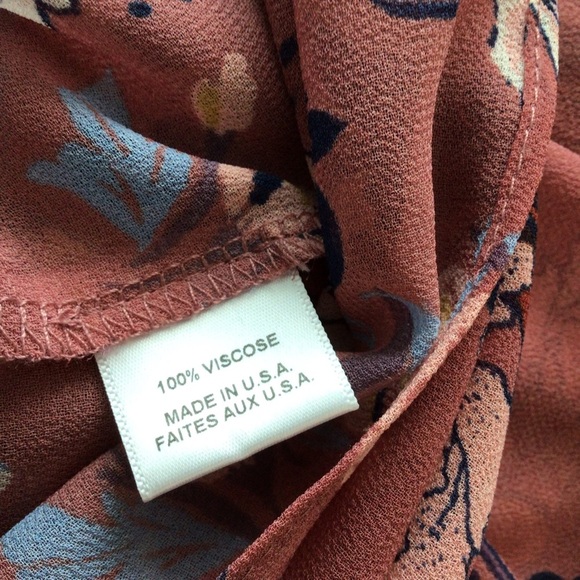 100% VISCOSE
MADE IN U.S.A.
FAITES AUX U.S.A.